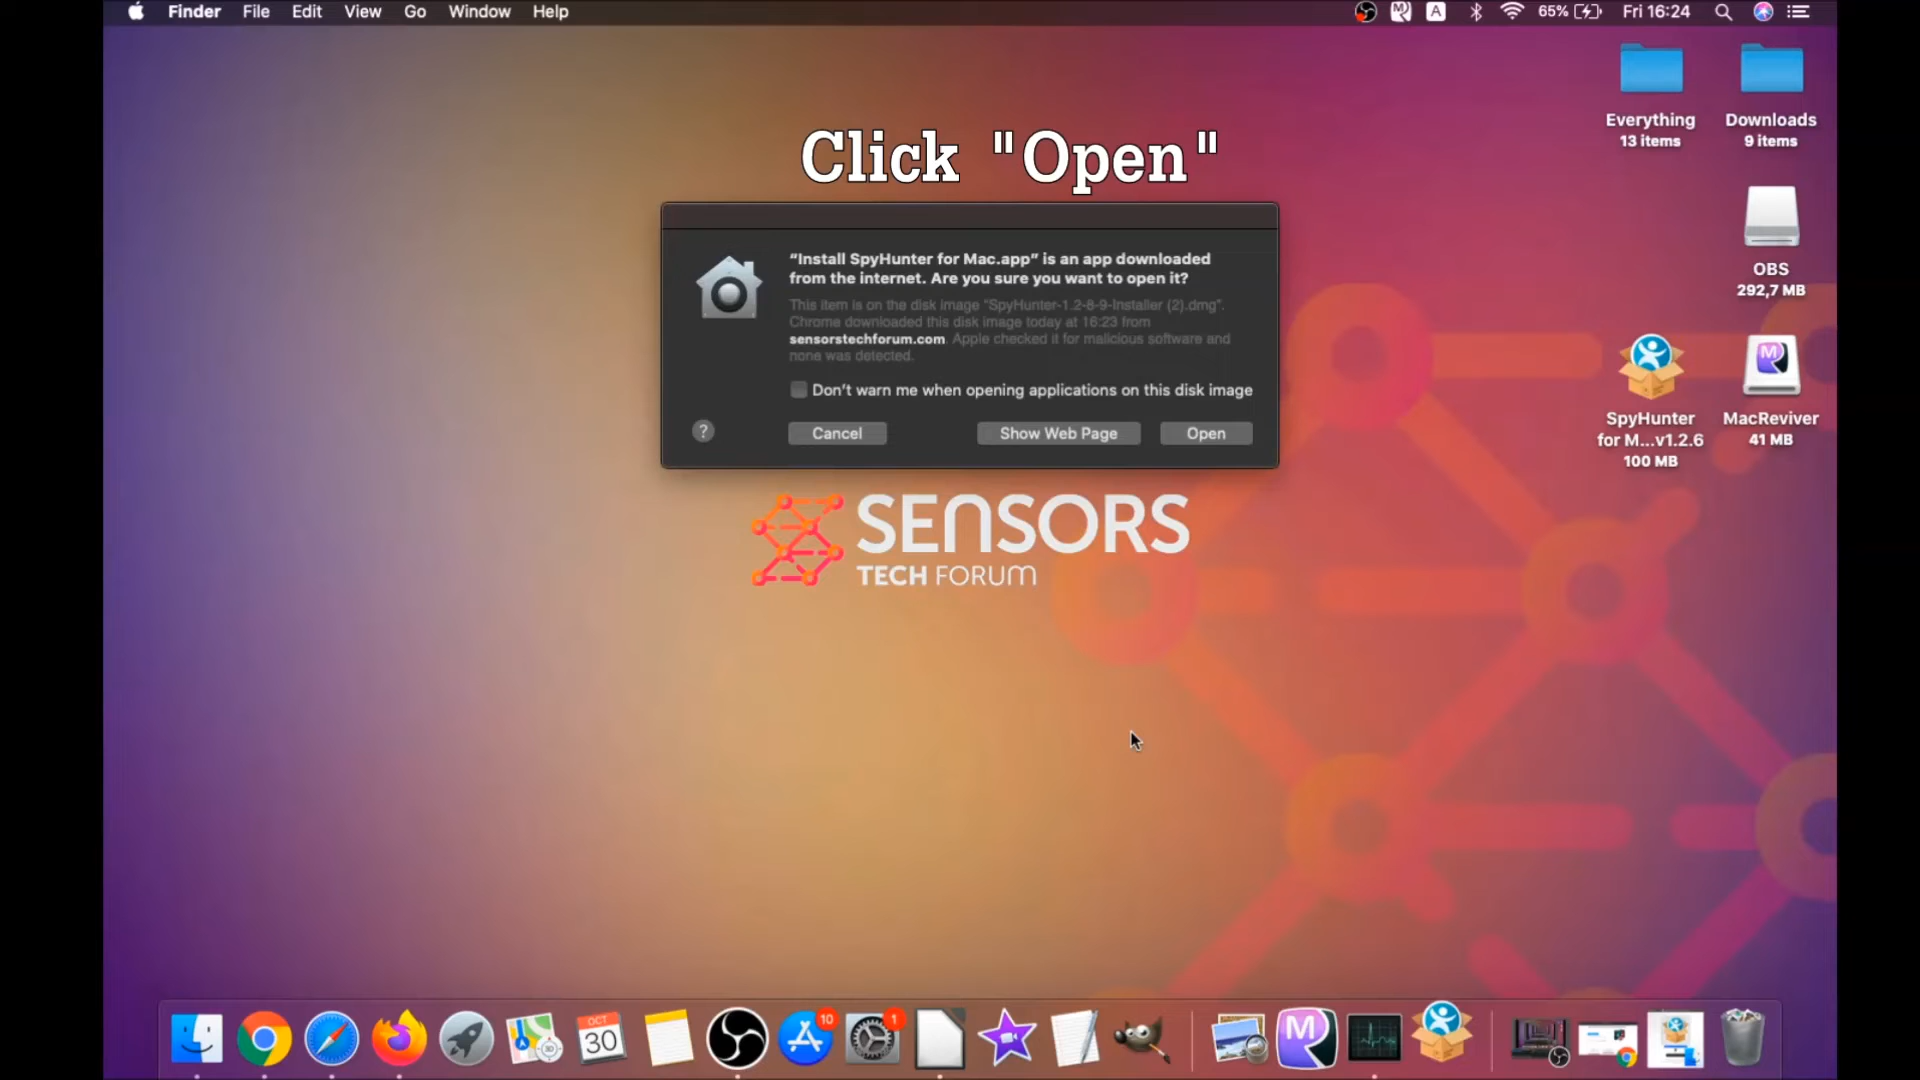 Finder File Edit View Go Window Help
A 65% Fri 16:24
Everything
13 items
Downloads
9 items
Click "Open"
“Install SpyHunter for Mac.app” is an app downloaded
from the internet. Are you sure you want to open it?
This item is on the disk image “SpyHunter-1.2-8-9-Installer (2).dmg”.
Chrome downloaded this disk image today at 16:23 from
sensorstechforum.com. Apple checked it for malicious software and
none was detected.
Don’t warn me when opening applications on this disk image
? Cancel Show Web Page Open
OBS
292,7 MB
SpyHunter
for M...v1.2.6
100 MB
MacReviver
41 MB
SENSORS
TECH FORUM
OCT
30
10
1
M